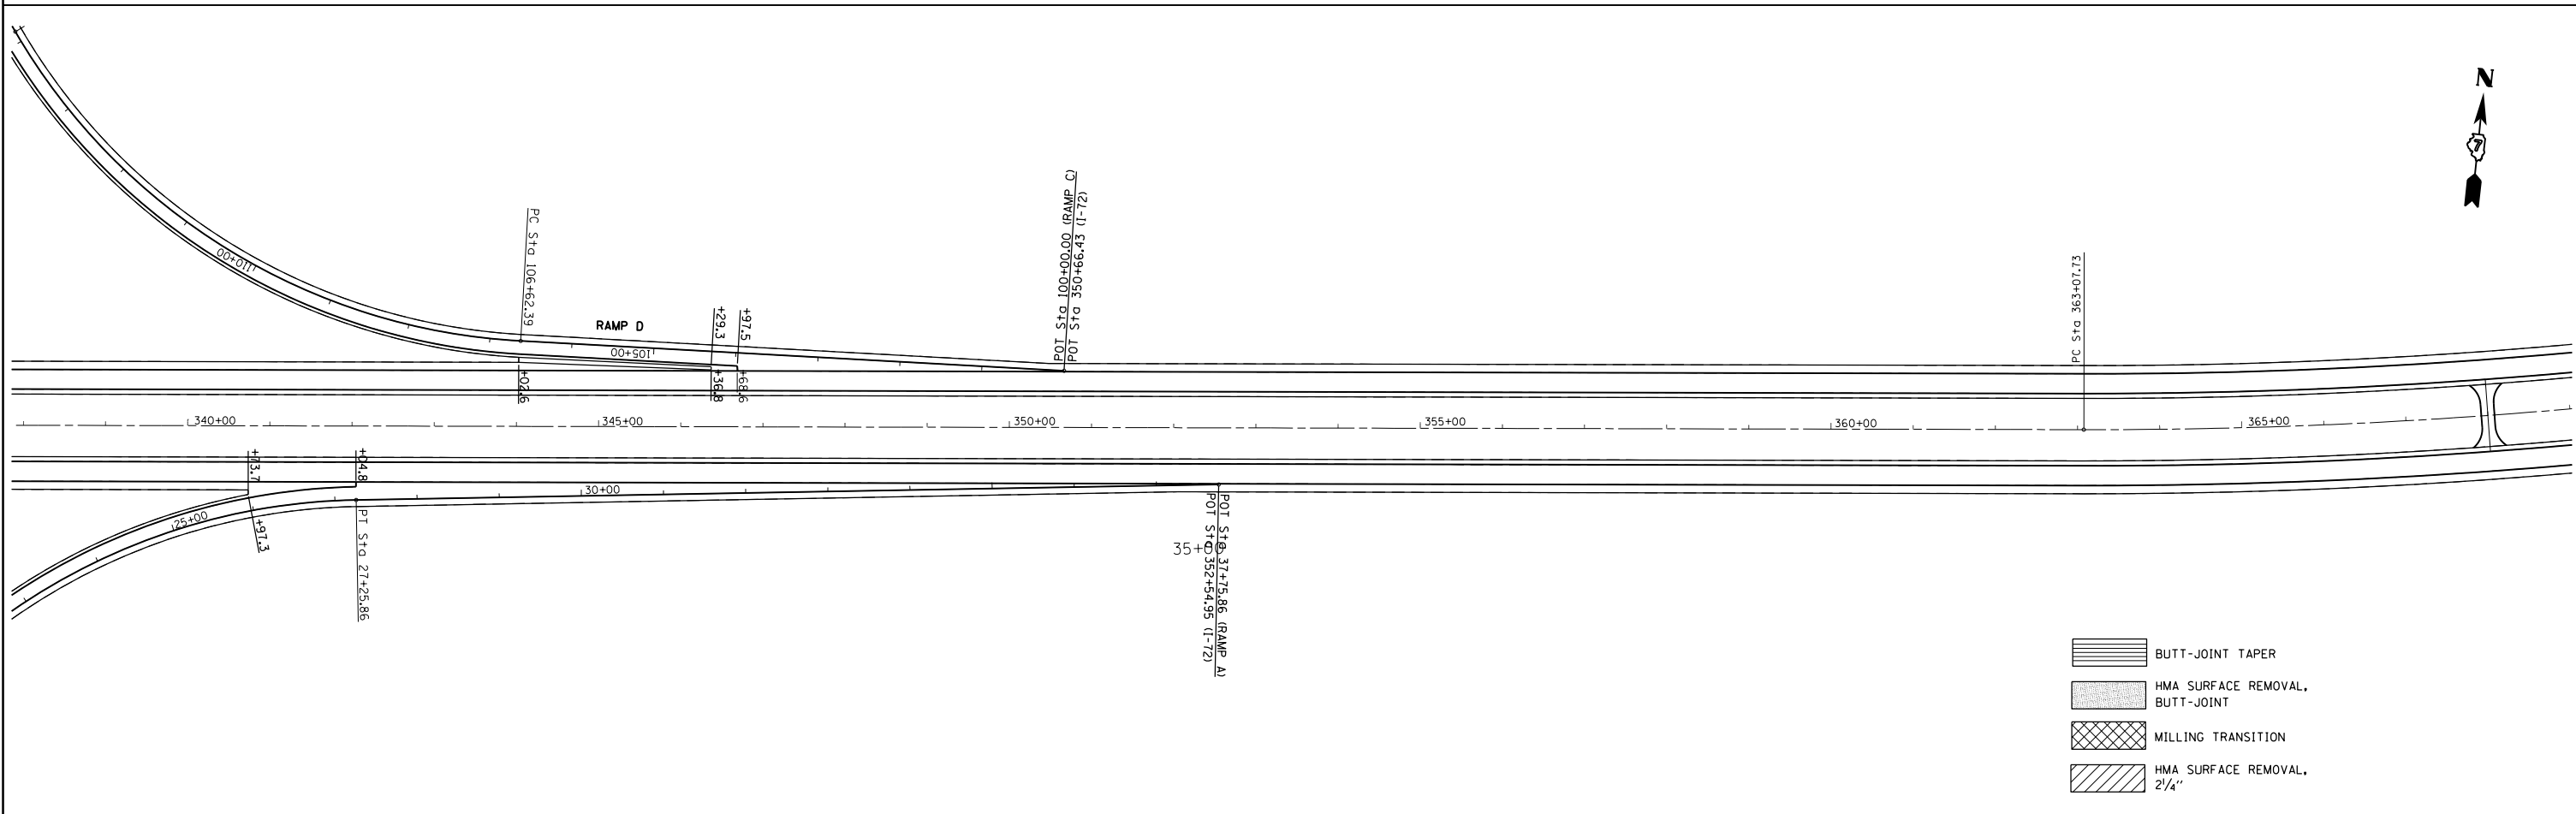 N
7
POT Sta 100+00.00 (RAMP C)
POT Sta 350+66.43 (I-72)
PC Sta 106+62.39
PC Sta 363+07.73
110+00
RAMP D
+29.3
+97.5
105+00
+02.6
+36.8
+68.6
340+00
345+00
350+00
355+00
360+00
365+00
+73.7
+04.8
25+00
+97.3
30+00
PT Sta 27+25.86
35+00
POT Sta 37+75.86 (RAMP A)
POT Sta 352+54.95 (I-72)
BUTT-JOINT TAPER
HMA SURFACE REMOVAL,
BUTT-JOINT
MILLING TRANSITION
HMA SURFACE REMOVAL,
2 1/4"